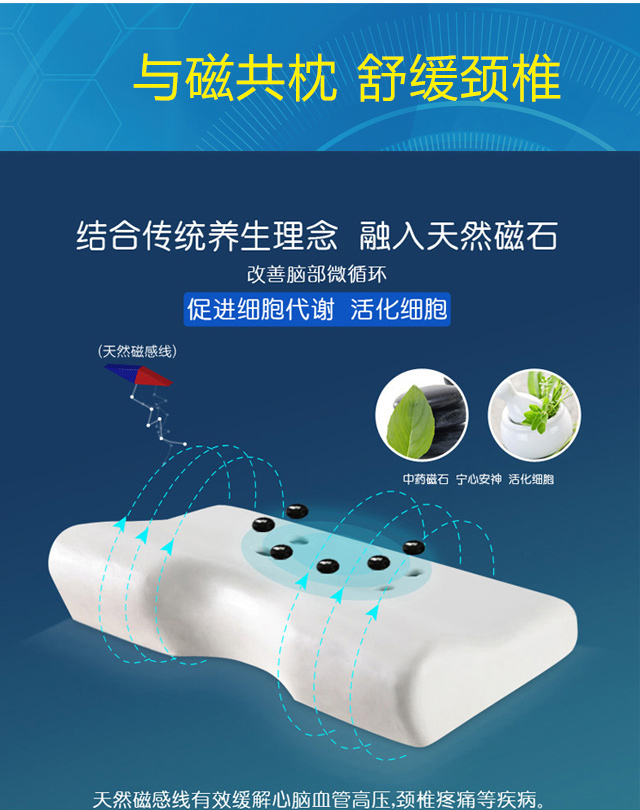 与磁共枕 舒缓颈椎
结合传统养生理念 融入天然磁石
改善脑部微循环
促进细胞代谢 活化细胞
(天然磁感线)
中药磁石 宁心安神 活化细胞
天然磁感线有效缓解心脑血管高压,颈椎疼痛等疾病。